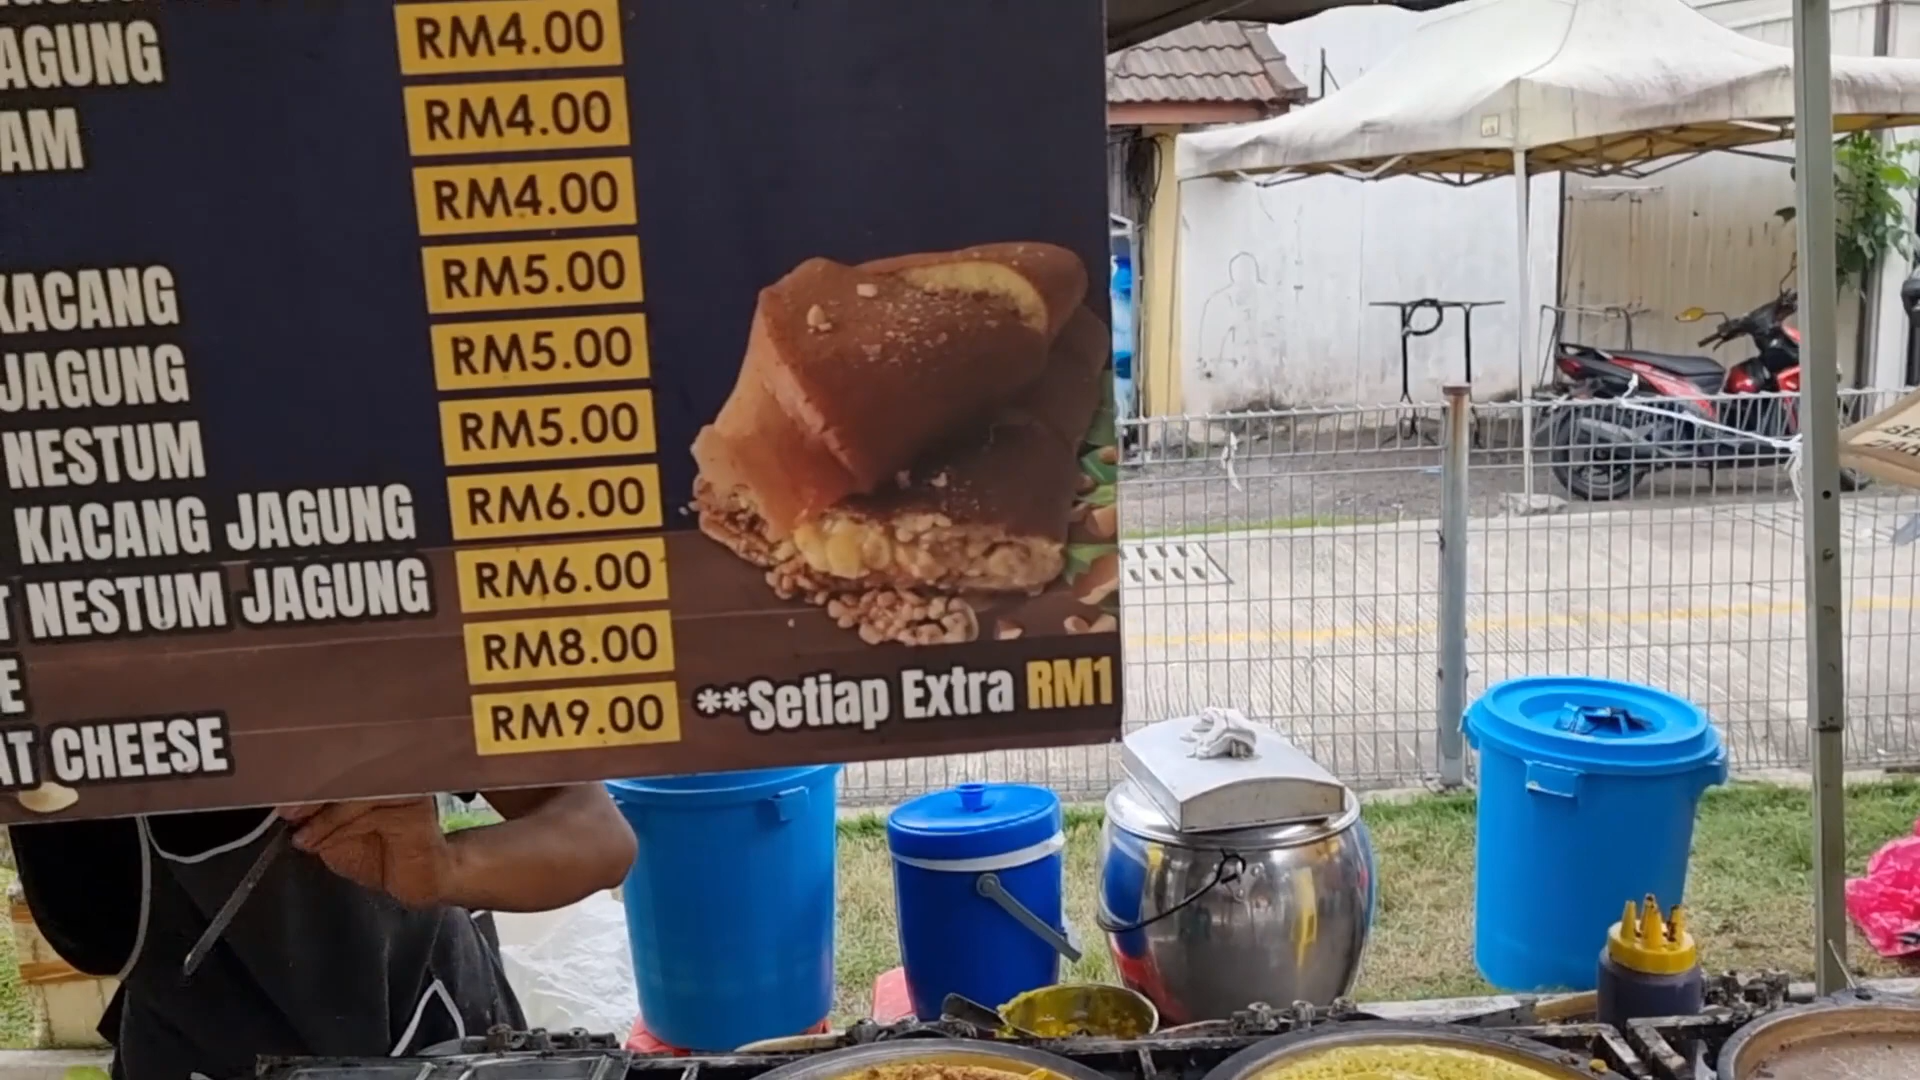 AGUNG RM4.00
AM RM4.00
RM4.00
KACANG RM5.00
JAGUNG RM5.00
NESTUM RM5.00
KACANG JAGUNG RM6.00
T NESTUM JAGUNG RM6.00
E RM8.00
AT CHEESE RM9.00
**Setiap Extra RM1